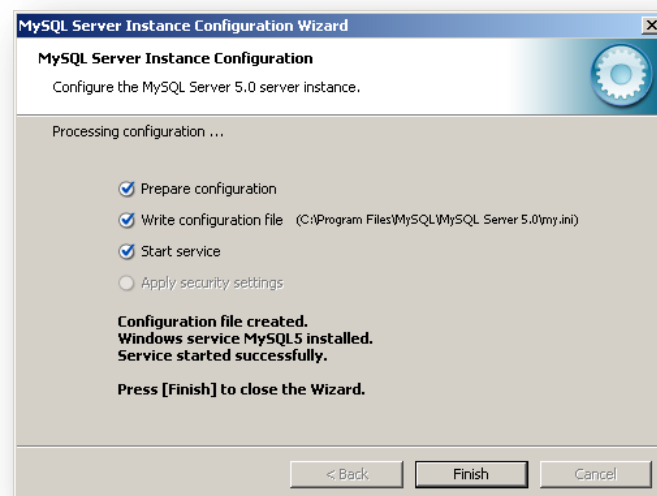 MySQL Server Instance Configuration Wizard
MySQL Server Instance Configuration
Configure the MySQL Server 5.0 server instance.
Processing configuration ...
Prepare configuration
Write configuration file (C:\Program Files\MySQL\MySQL Server 5.0\my.ini)
Start service
Apply security settings
Configuration file created.
Windows service MySQL5 installed.
Service started successfully.
Press [Finish] to close the Wizard.
< Back Finish Cancel